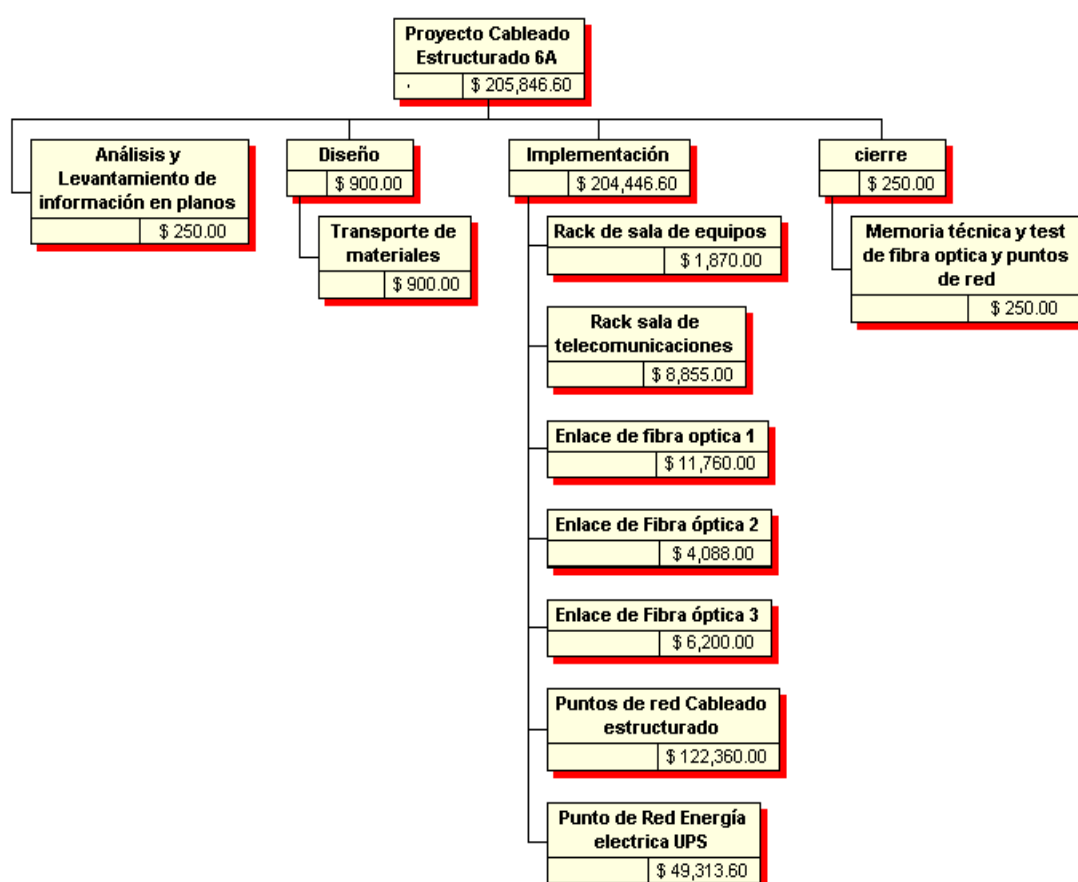 Proyecto Cableado
Estructurado 6A
$ 205,846.60
Análisis y
Levantamiento de
información en planos
$ 250.00
Diseño
$ 900.00
Transporte de
materiales
$ 900.00
Implementación
$ 204,446.60
Rack de sala de equipos
$ 1,870.00
Rack sala de
telecomunicaciones
$ 8,855.00
Enlace de fibra optica 1
$ 11,760.00
Enlace de Fibra óptica 2
$ 4,088.00
Enlace de Fibra óptica 3
$ 6,200.00
Puntos de red Cableado
estructurado
$ 122,360.00
Punto de Red Energía
electrica UPS
$ 49,313.60
cierre
$ 250.00
Memoria técnica y test
de fibra optica y puntos
de red
$ 250.00